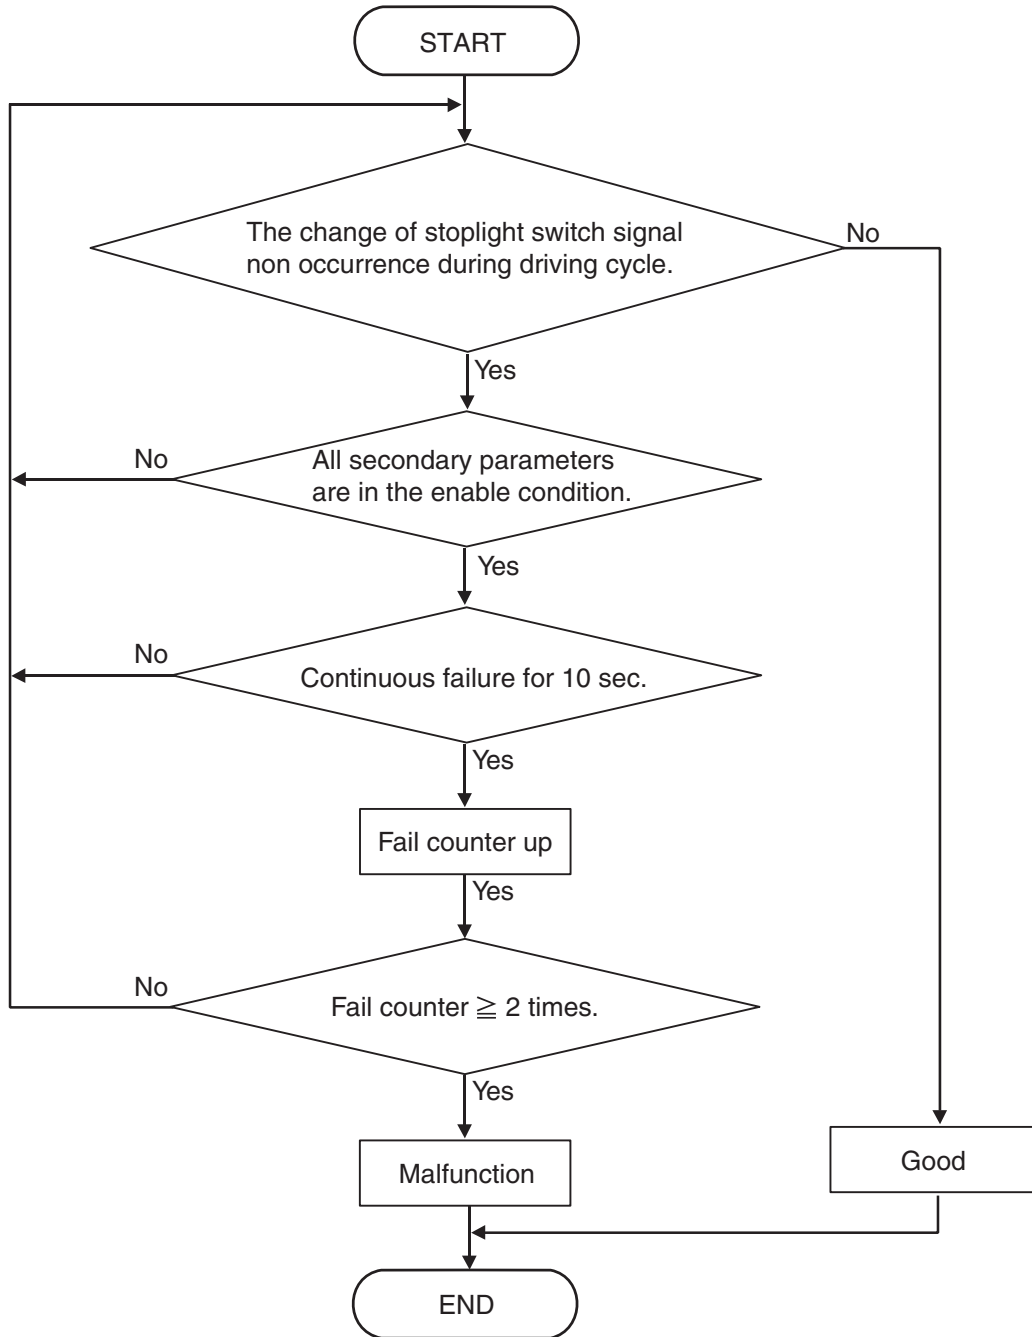 START
The change of stoplight switch signal
non occurrence during driving cycle.
No
Yes
No
All secondary parameters
are in the enable condition.
Yes
No
Continuous failure for 10 sec.
Yes
Fail counter up
Yes
No
Fail counter ≧ 2 times.
Yes
Malfunction
Good
END